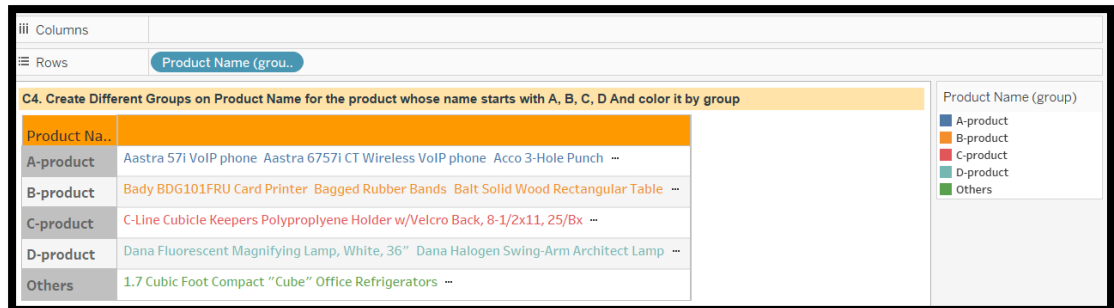 iii Columns
Rows
Product Name (grou..
C4. Create Different Groups on Product Name for the product whose name starts with A, B, C, D And color it by group
Product Na..
A-product Aastra 57i VoIP phone Aastra 6757i CT Wireless VoIP phone Acco 3-Hole Punch ...
B-product Bady BDG101FRU Card Printer Bagged Rubber Bands Balt Solid Wood Rectangular Table ...
C-product C-Line Cubicle Keepers Polyproplyene Holder w/Velcro Back, 8-1/2x11, 25/Bx ...
D-product Dana Fluorescent Magnifying Lamp, White, 36" Dana Halogen Swing-Arm Architect Lamp ...
Others 1.7 Cubic Foot Compact "Cube" Office Refrigerators ...
Product Name (group)
A-product
B-product
C-product
D-product
Others